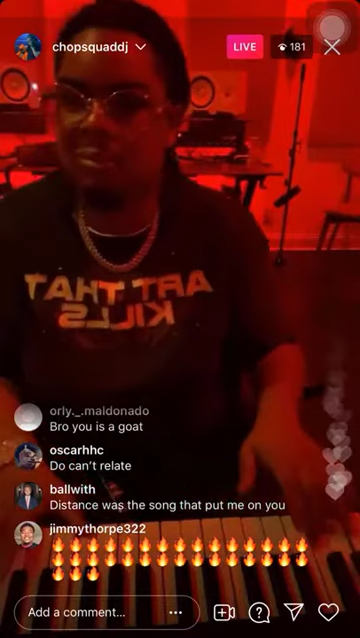 chopsquaddj
LIVE
181
ART THAT
KILLS
orly._.maldonado
Bro you is a goat
oscarhhc
Do can't relate
ballwith
Distance was the song that put me on you
jimmythorpe322
🔥🔥🔥🔥🔥🔥🔥🔥🔥🔥🔥🔥🔥🔥🔥🔥🔥
🔥🔥🔥🔥🔥🔥🔥🔥🔥🔥🔥🔥🔥🔥🔥🔥🔥
🔥🔥🔥
Add a comment...